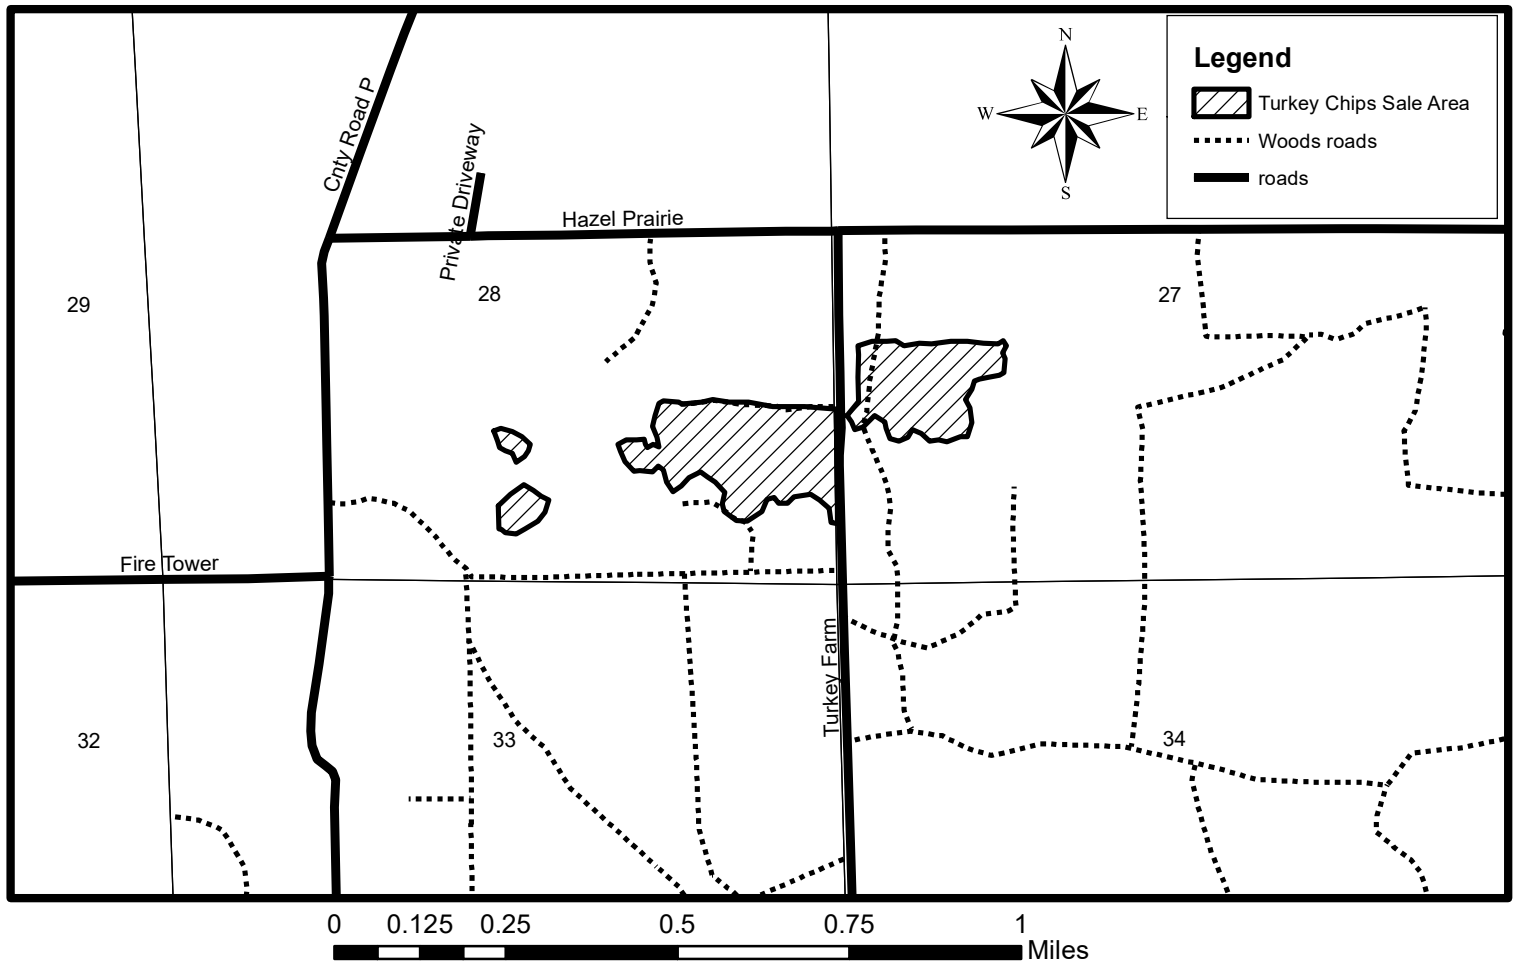 N
W E
S
Legend
Turkey Chips Sale Area
Woods roads
roads
Cnty Road P
Private Driveway
Hazel Prairie
29
28
27
Fire Tower
Turkey Farm
32
33
34
0 0.125 0.25 0.5 0.75 1
Miles